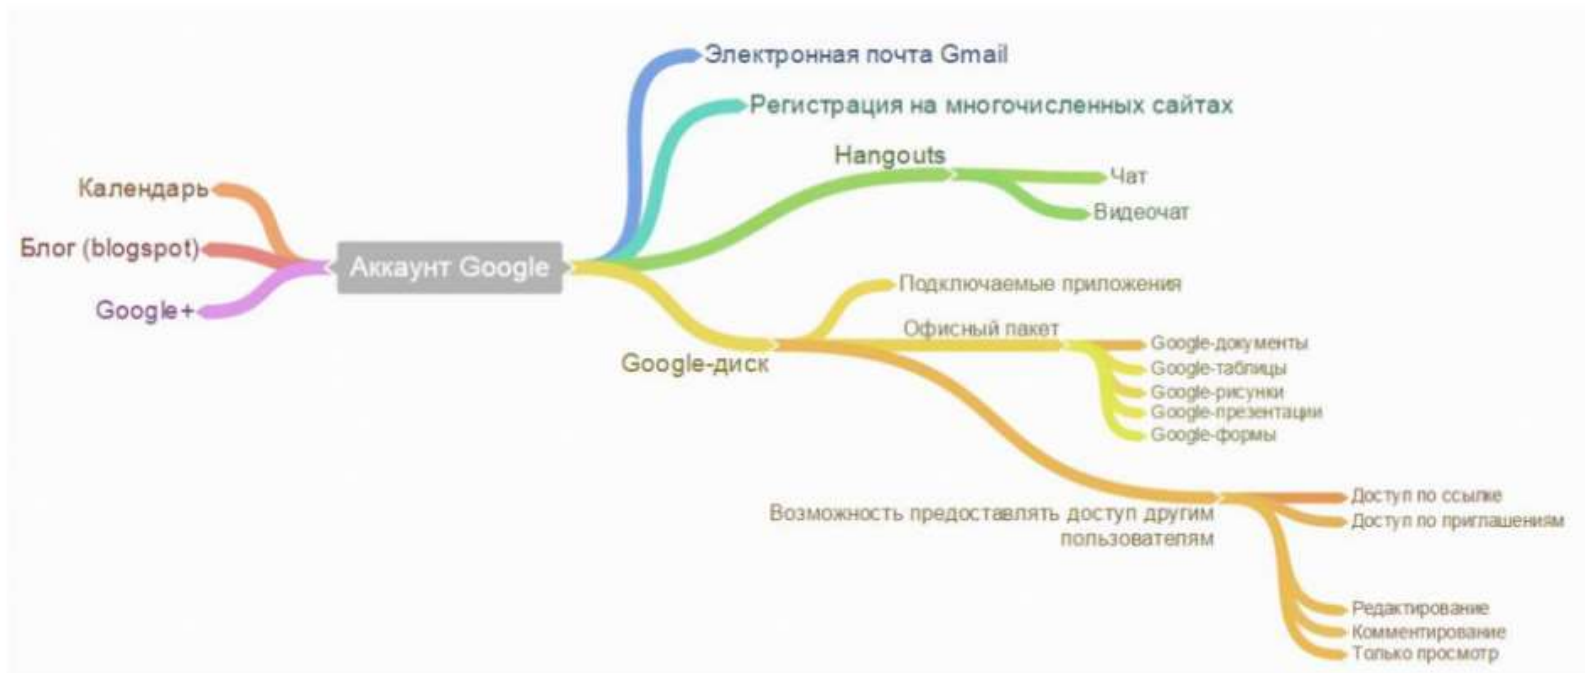 Электронная почта Gmail
Регистрация на многочисленных сайтах
Hangouts
Чат
Видеочат
Календарь
Блог (blogspot)
Google+
Аккаунт Google
Подключаемые приложения
Офисный пакет
Google-документы
Google-таблицы
Google-рисунки
Google-презентации
Google-формы
Google-диск
Возможность предоставлять доступ другим
пользователям
Доступ по ссылке
Доступ по приглашениям
Редактирование
Комментирование
Только просмотр